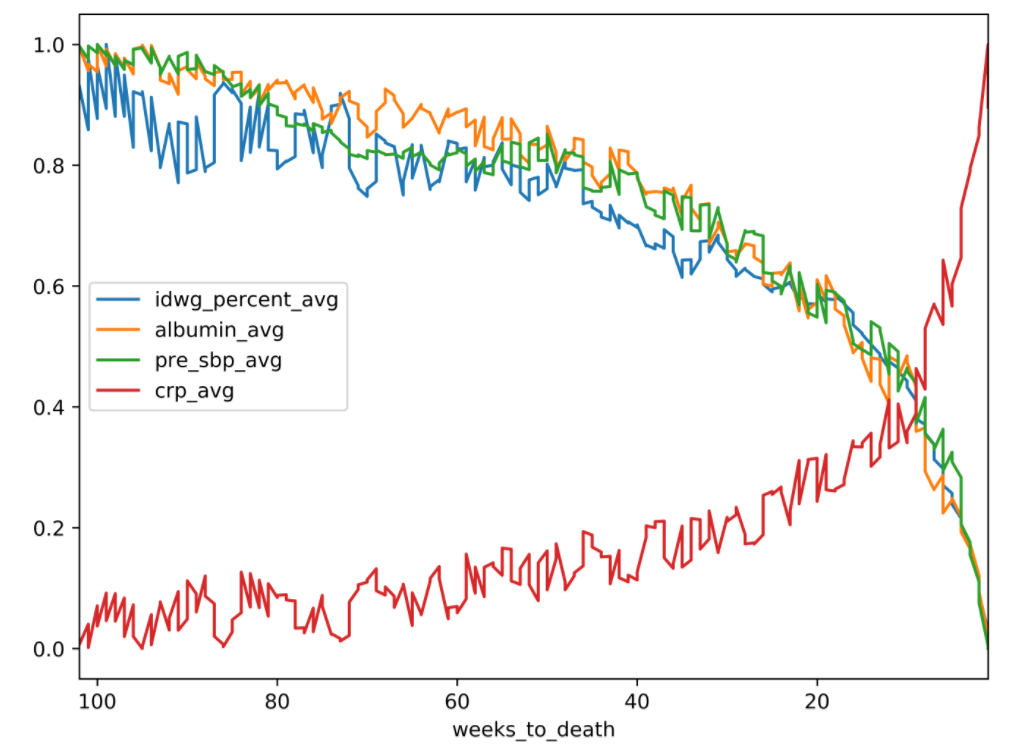 1.0
0.8
0.6
0.4
0.2
0.0
idwg_percent_avg
albumin_avg
pre_sbp_avg
crp_avg
100 80 60 40 20
weeks_to_death